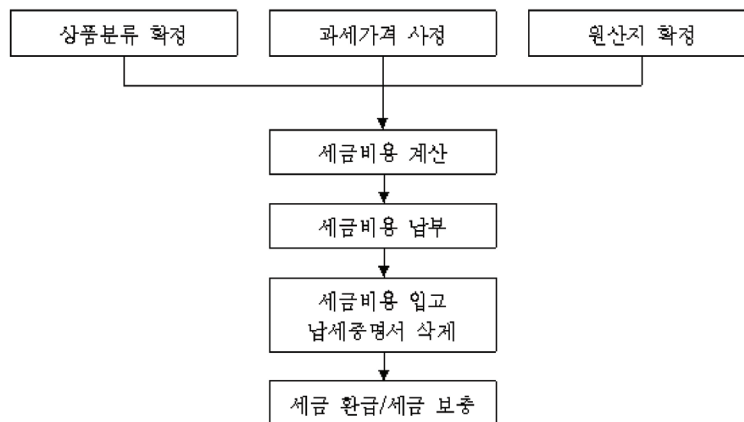 상품분류 확정
과세가격 사정
원산지 확정
세금비용 계산
세금비용 납부
세금비용 입고
납세증명서 삭제
세금 환급/세금 보충